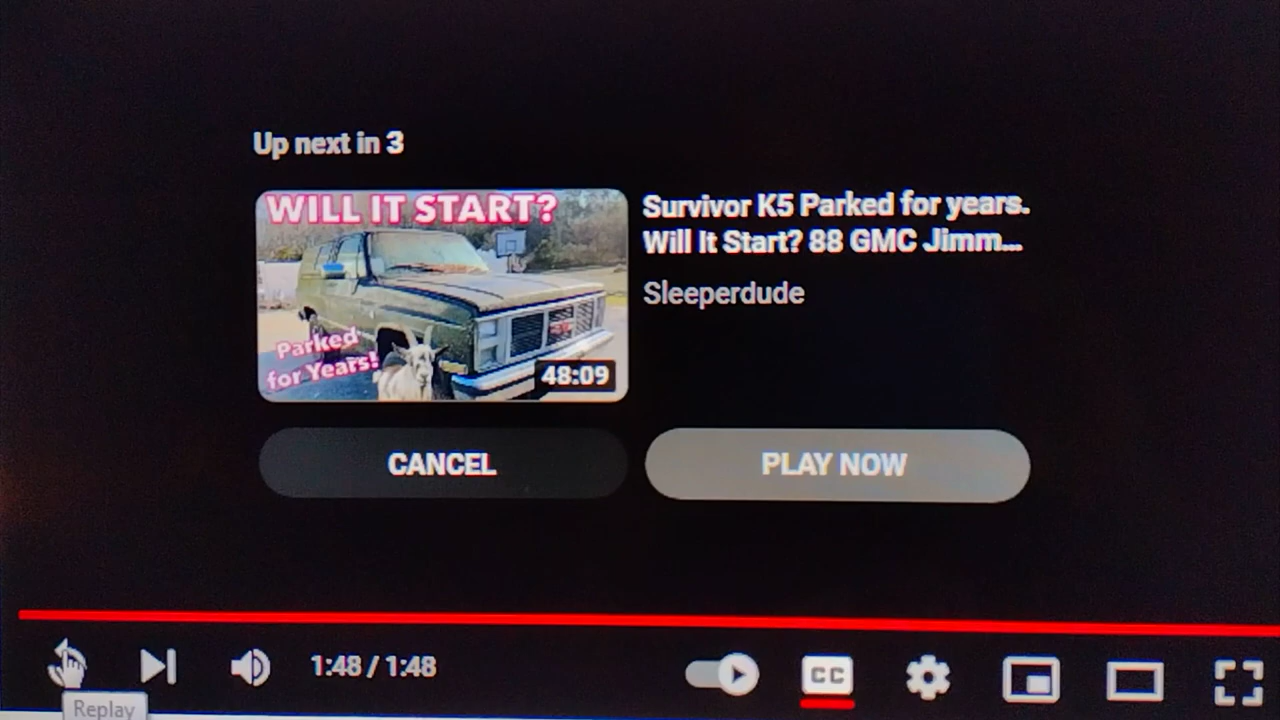 Up next in 3
WILL IT START?
Parked
for Years!
48:09
Survivor K5 Parked for years.
Will It Start? 88 GMC Jimm...
Sleeperdude
CANCEL
PLAY NOW
1:48 / 1:48
CC
Replay